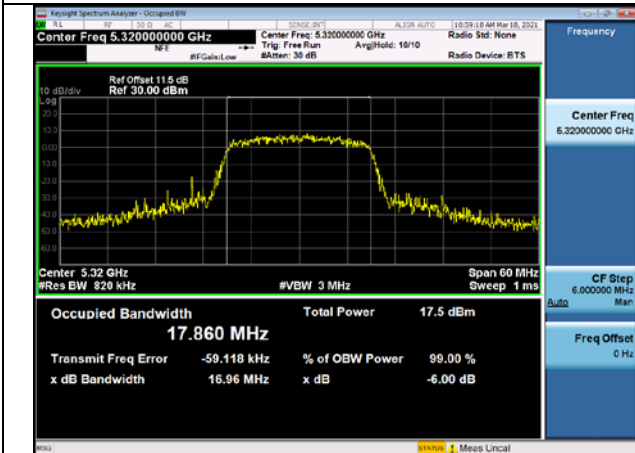 Keysight Spectrum Analyzer - Occupied BW
RL RF 50 Ω AC SENSE:INT ALIGN AUTO 10:59:18 AM Mar 18, 2021
Center Freq 5.320000000 GHz Center Freq: 5.320000000 GHz Radio Std: None Frequency
NFE Trig: Free Run Avg|Hold: 10/10
#IFGain:Low #Atten: 30 dB Radio Device: BTS
Ref Offset 11.5 dB
10 dB/div Ref 30.00 dBm
Log
20.0
10.0
0.00
-10.0
-20.0
-30.0
-40.0
-50.0
-60.0
Center Freq
5.320000000 GHz
Center 5.32 GHz Span 60 MHz
#Res BW 820 kHz #VBW 3 MHz Sweep 1 ms
CF Step
6.000000 MHz
Auto Man
Occupied Bandwidth Total Power 17.5 dBm
17.860 MHz
Freq Offset
0 Hz
Transmit Freq Error -59.118 kHz % of OBW Power 99.00 %
x dB Bandwidth 16.96 MHz x dB -6.00 dB
MSG STATUS Meas Uncal